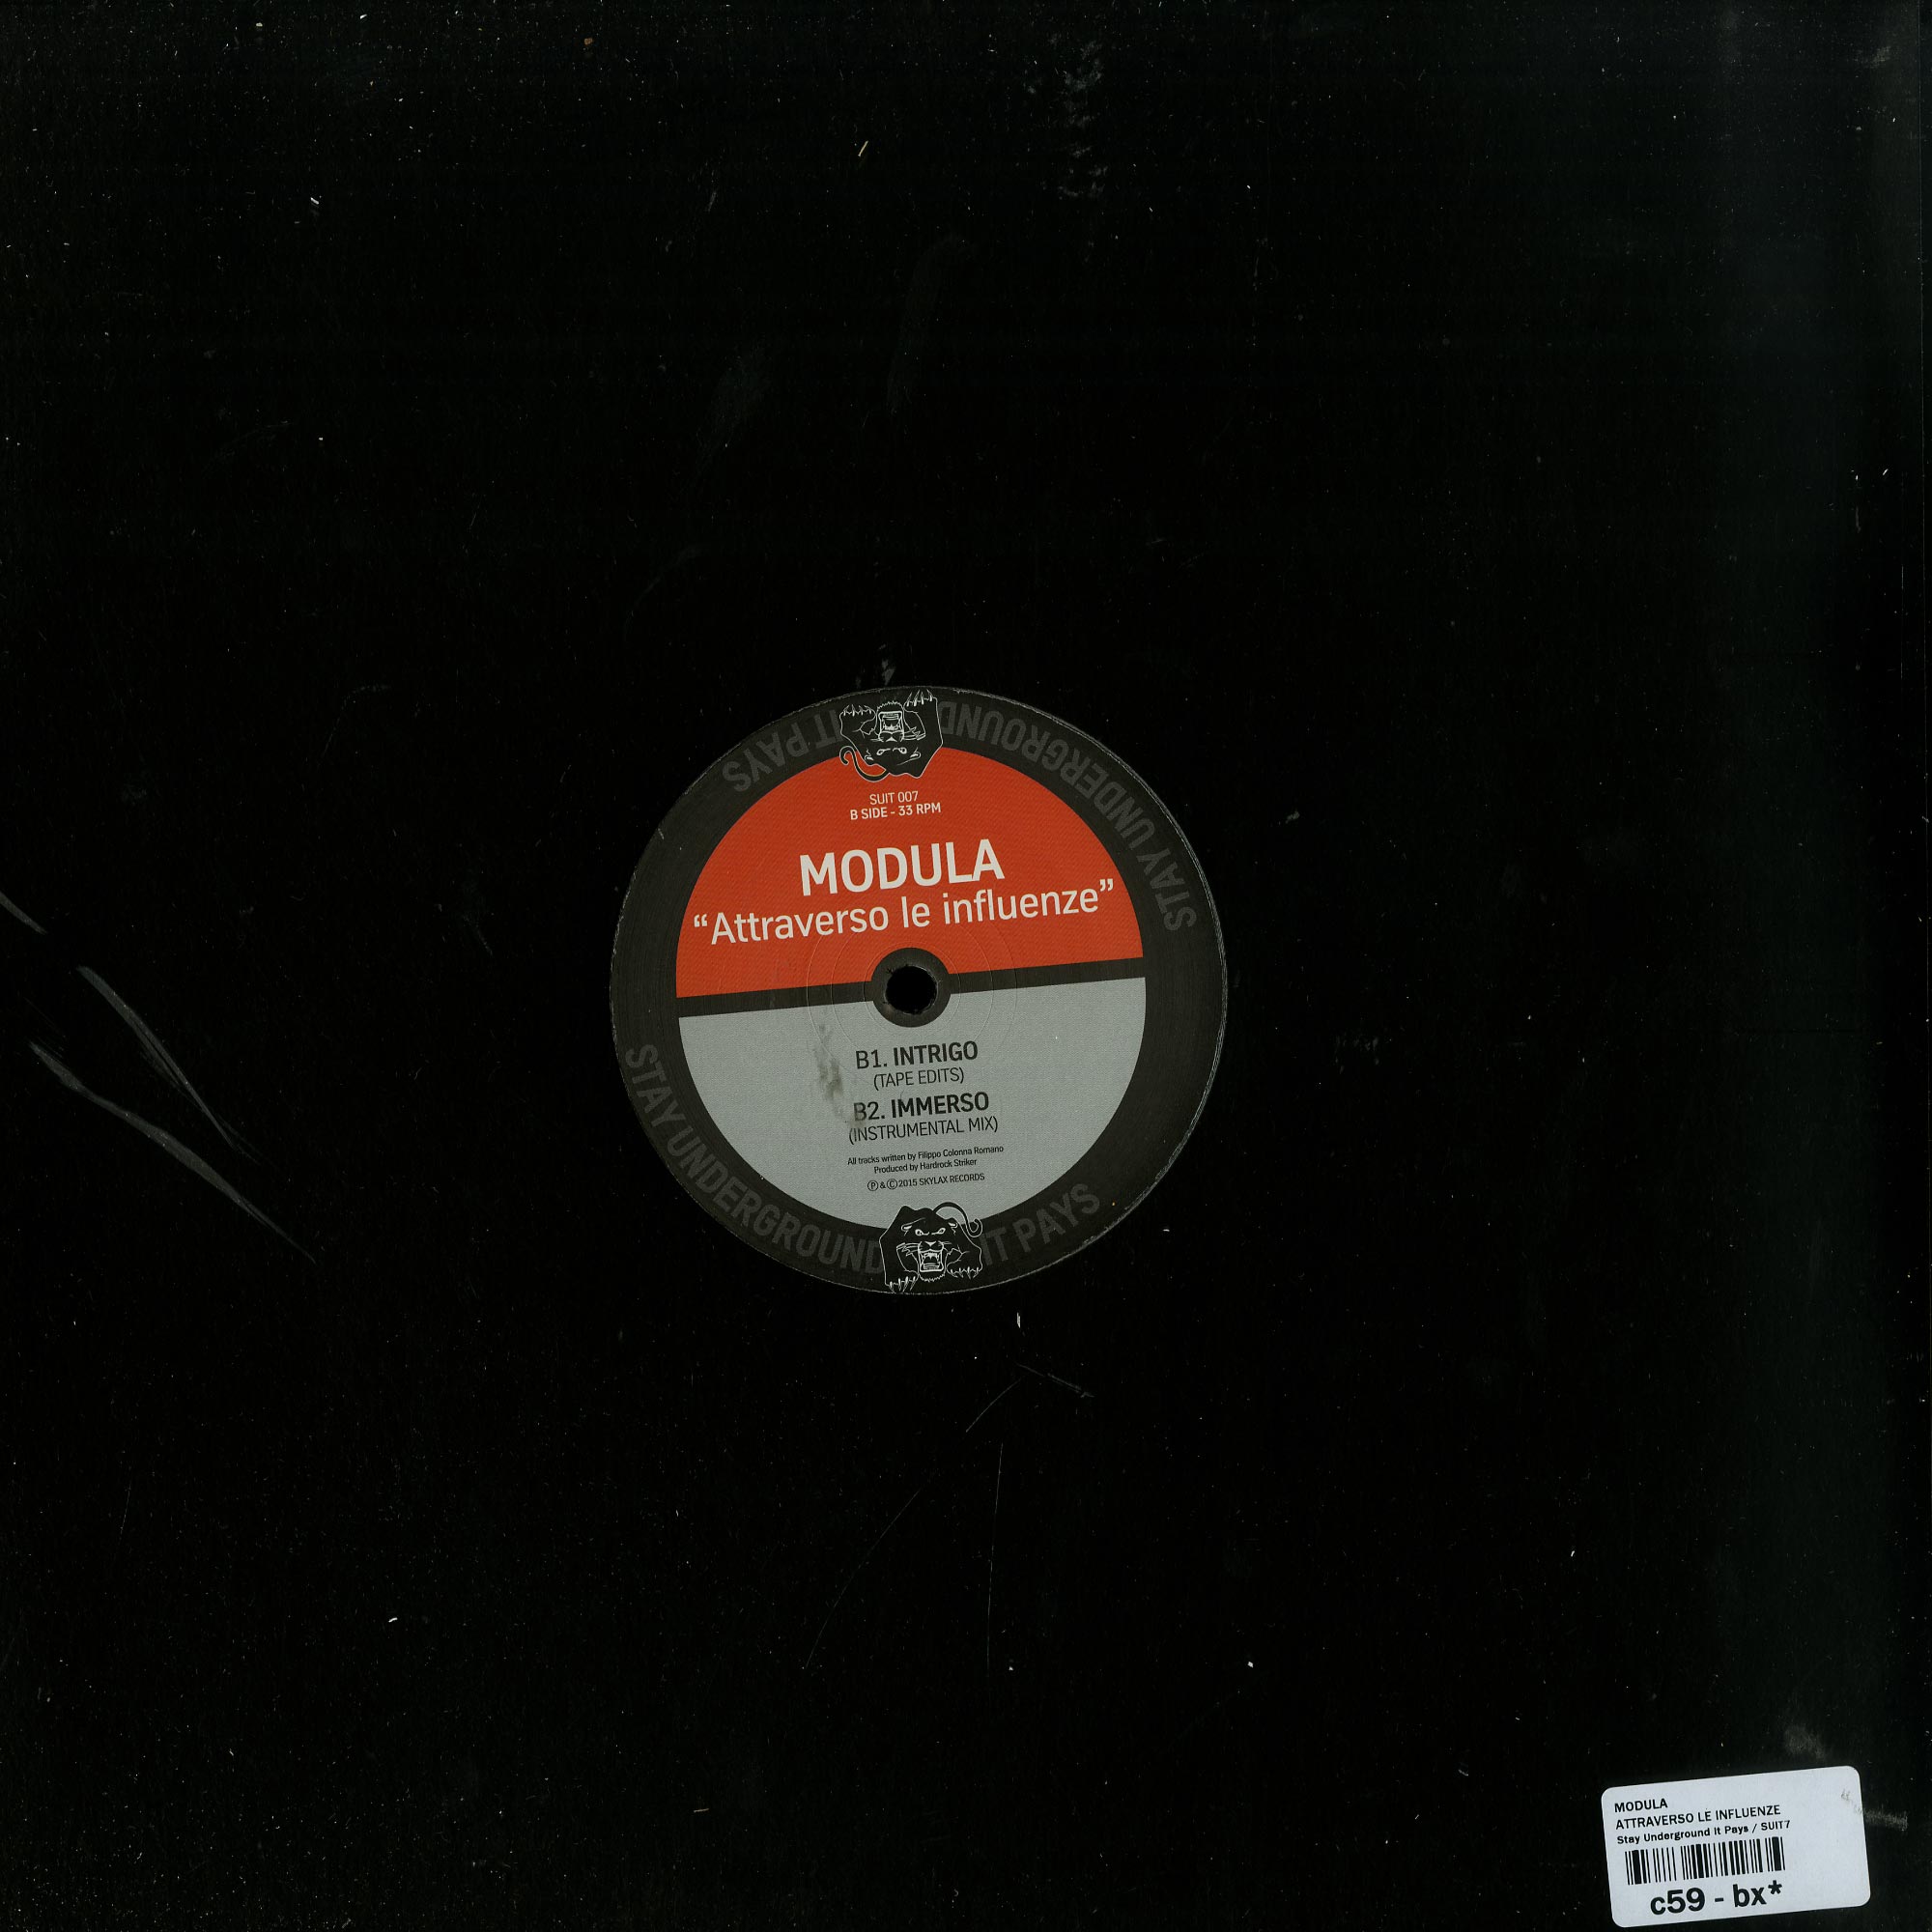 STAY UNDERGROUND IT PAYS
SUIT 007
B SIDE - 33 RPM
MODULA
“Attraverso le influenze”
B1. INTRIGO
(TAPE EDITS)
B2. IMMERSO
(INSTRUMENTAL MIX)
All tracks written by Filippo Colonna Romano
Produced by Hardrock Striker
Ⓟ & Ⓒ 2015 SKYLAX RECORDS
STAY UNDERGROUND IT PAYS
MODULA
ATTRAVERSO LE INFLUENZE
Stay Underground It Pays / SUIT7
c59 - bx*